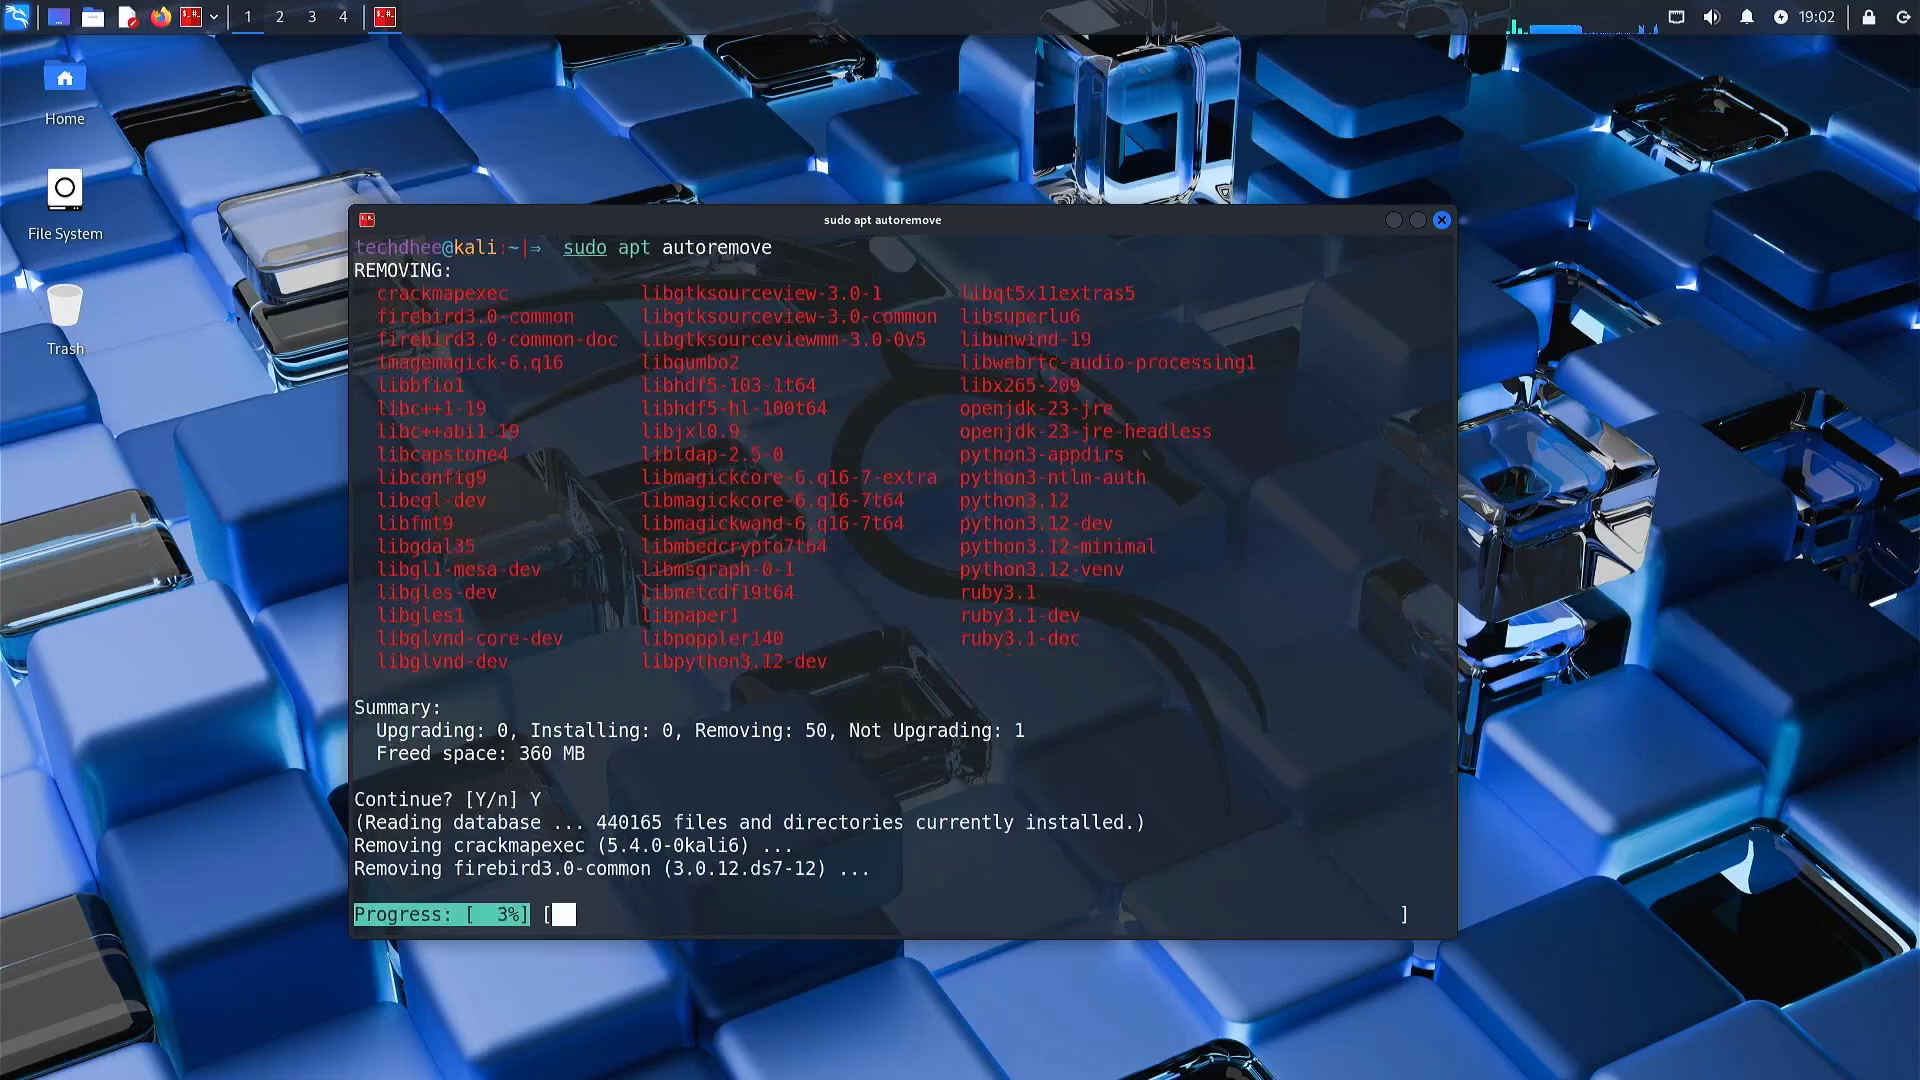 1 2 3 4
19:02
Home
File System
Trash
sudo apt autoremove
techdhee@kali:~|⇒ sudo apt autoremove
REMOVING:
crackmapexec libgtksourceview-3.0-1 libqt5x11extras5
firebird3.0-common libgtksourceview-3.0-common libsuperlu6
firebird3.0-common-doc libgtksourceviewmm-3.0-0v5 libunwind-19
imagemagick-6.q16 libgumbo2 libwebrtc-audio-processing1
libbfio1 libhdf5-103-1t64 libx265-209
libc++1-19 libhdf5-hl-100t64 openjdk-23-jre
libc++abi1-19 libjxl0.9 openjdk-23-jre-headless
libcapstone4 libldap-2.5-0 python3-appdirs
libconfig9 libmagickcore-6.q16-7-extra python3-ntlm-auth
libegl-dev libmagickcore-6.q16-7t64 python3.12
libfmt9 libmagickwand-6.q16-7t64 python3.12-dev
libgdal35 libmbedcrypto7t64 python3.12-minimal
libgl1-mesa-dev libmsgraph-0-1 python3.12-venv
libgles-dev libnetcdf19t64 ruby3.1
libgles1 libpaper1 ruby3.1-dev
libglvnd-core-dev libpoppler140 ruby3.1-doc
libglvnd-dev libpython3.12-dev
Summary:
Upgrading: 0, Installing: 0, Removing: 50, Not Upgrading: 1
Freed space: 360 MB
Continue? [Y/n] Y
(Reading database ... 440165 files and directories currently installed.)
Removing crackmapexec (5.4.0-0kali6) ...
Removing firebird3.0-common (3.0.12.ds7-12) ...
Progress: [  3%] [ ]